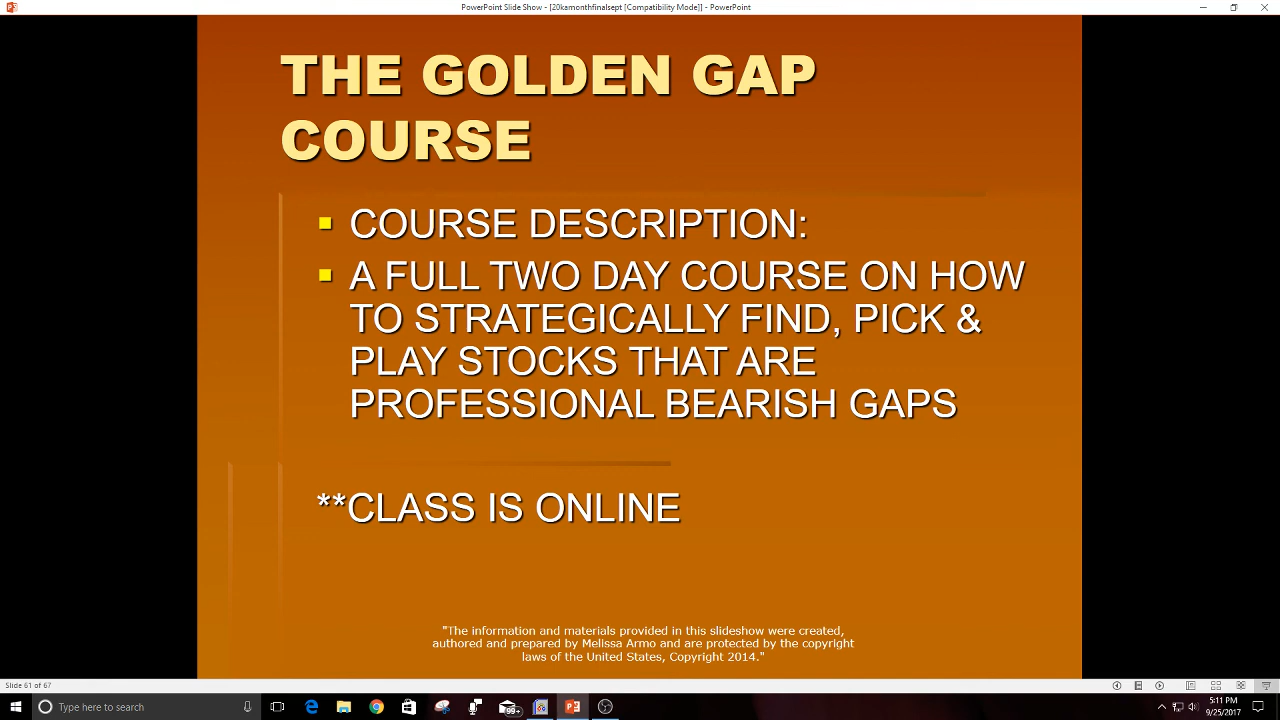 PowerPoint Slide Show - [20kamonthfinalsept [Compatibility Mode]] - PowerPoint
THE GOLDEN GAP
COURSE
COURSE DESCRIPTION:
A FULL TWO DAY COURSE ON HOW
TO STRATEGICALLY FIND, PICK &
PLAY STOCKS THAT ARE
PROFESSIONAL BEARISH GAPS
**CLASS IS ONLINE
"The information and materials provided in this slideshow were created,
authored and prepared by Melissa Armo and are protected by the copyright
laws of the United States, Copyright 2014."
Slide 61 of 67
Type here to search
99+
5:11 PM
9/25/2017